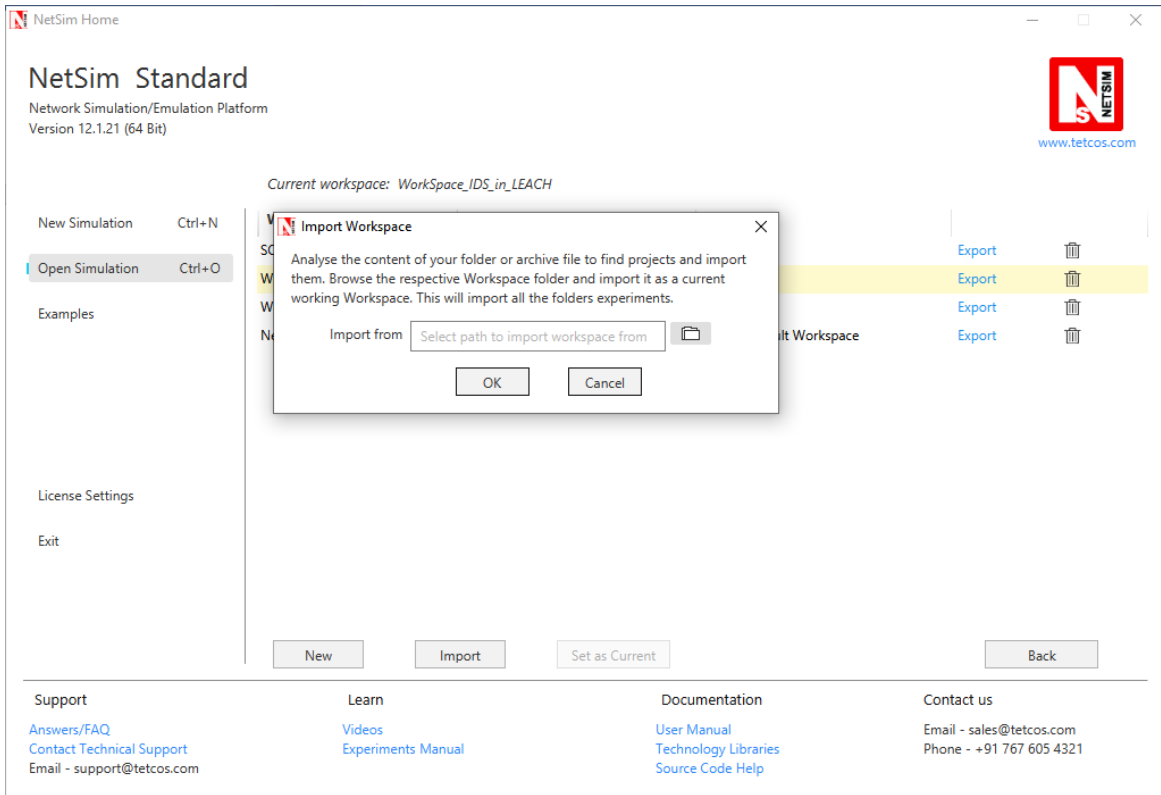 NetSim Home
NetSim Standard
Network Simulation/Emulation Platform
Version 12.1.21 (64 Bit)
NETSIM
www.tetcos.com
Current workspace: WorkSpace_IDS_in_LEACH
New Simulation Ctrl+N
Open Simulation Ctrl+O
Examples
License Settings
Exit
Import Workspace
Analyse the content of your folder or archive file to find projects and import
them. Browse the respective Workspace folder and import it as a current
working Workspace. This will import all the folders experiments.
Import from Select path to import workspace from
OK Cancel
Export
Export
Export
Workspace Export
New Import Set as Current Back
Support Learn Documentation Contact us
Answers/FAQ Videos User Manual Email - sales@tetcos.com
Contact Technical Support Experiments Manual Technology Libraries Phone - +91 767 605 4321
Email - support@tetcos.com Source Code Help